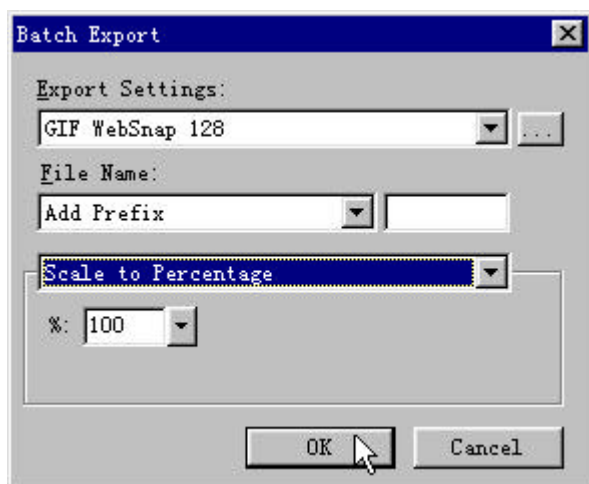 Batch Export
Export Settings:
GIF WebSnap 128
...
File Name:
Add Prefix
Scale to Percentage
%: 100
OK Cancel